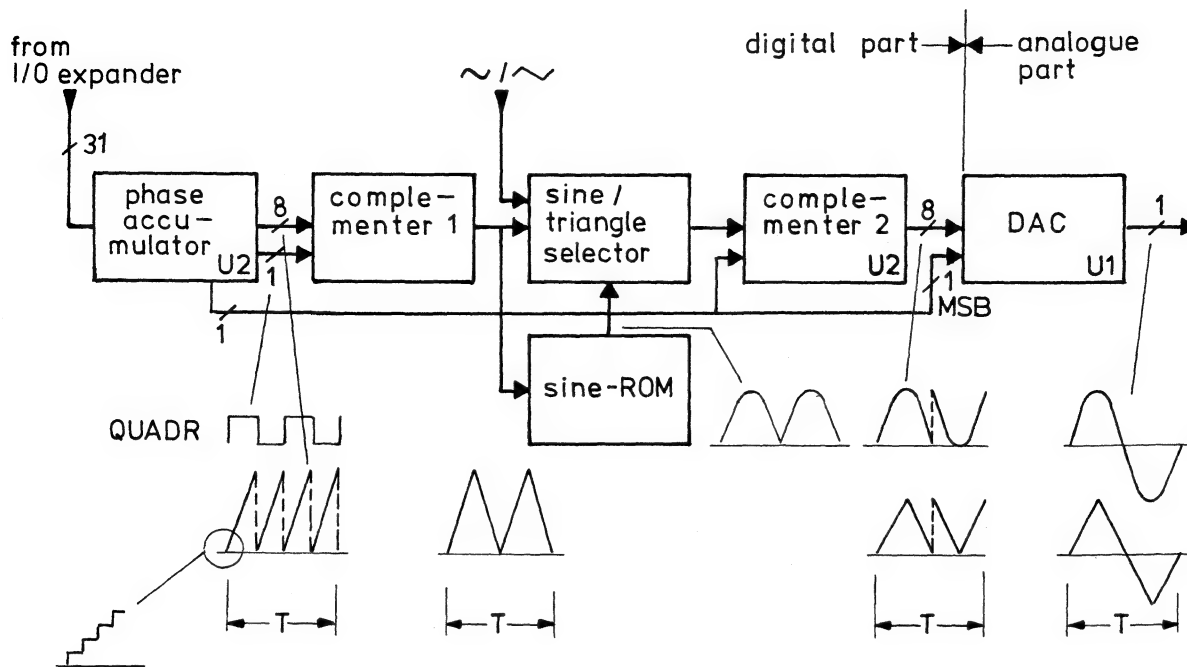 from
I/O expander
31
phase
accu-
mulator
U2
8
1
1
comple-
menter 1
~/
sine/
triangle
selector
sine-ROM
comple-
menter 2
U2
8
1
MSB
digital part
analogue
part
DAC
U1
1
QUADR
T
T
T
T